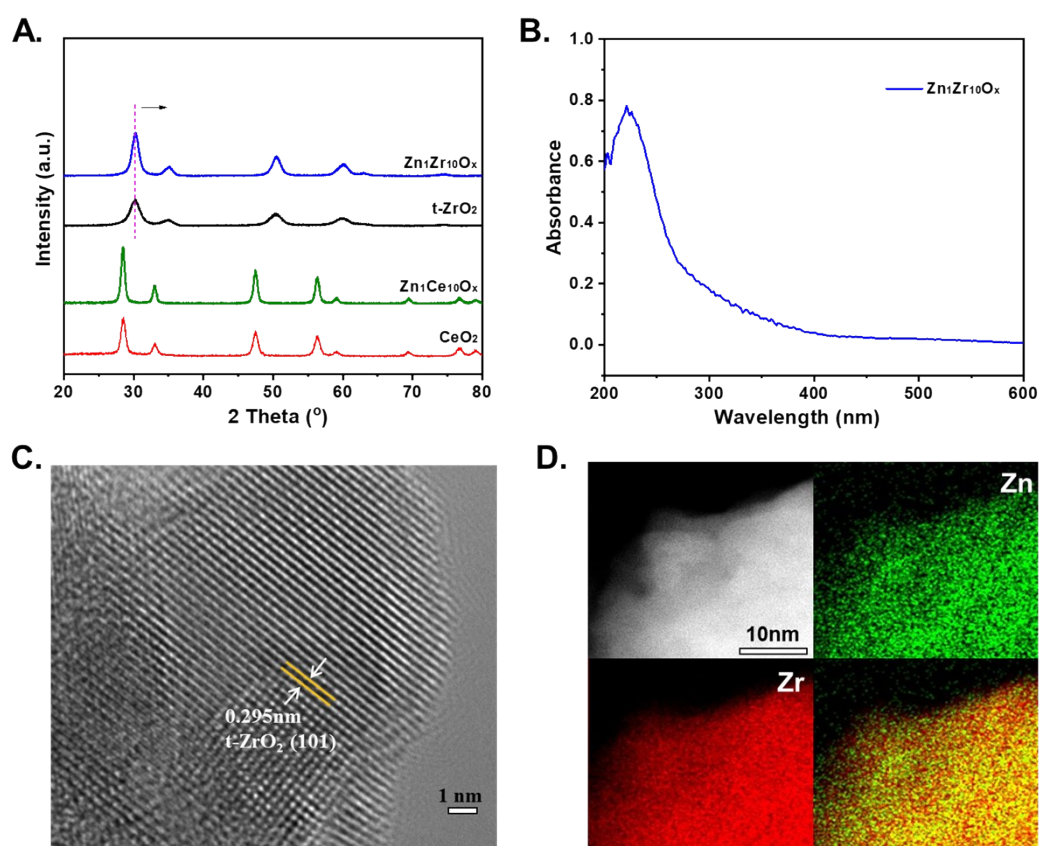 A.
Intensity (a.u.)
Zn₁Zr₁₀Oₓ
t-ZrO₂
Zn₁Ce₁₀Oₓ
CeO₂
20 30 40 50 60 70 80
2 Theta (°)
B.
Absorbance
1.0
0.8
0.6
0.4
0.2
0.0
Zn₁Zr₁₀Oₓ
200 300 400 500 600
Wavelength (nm)
C.
0.295nm
t-ZrO₂ (101)
1 nm
D.
10nm
Zn
Zr